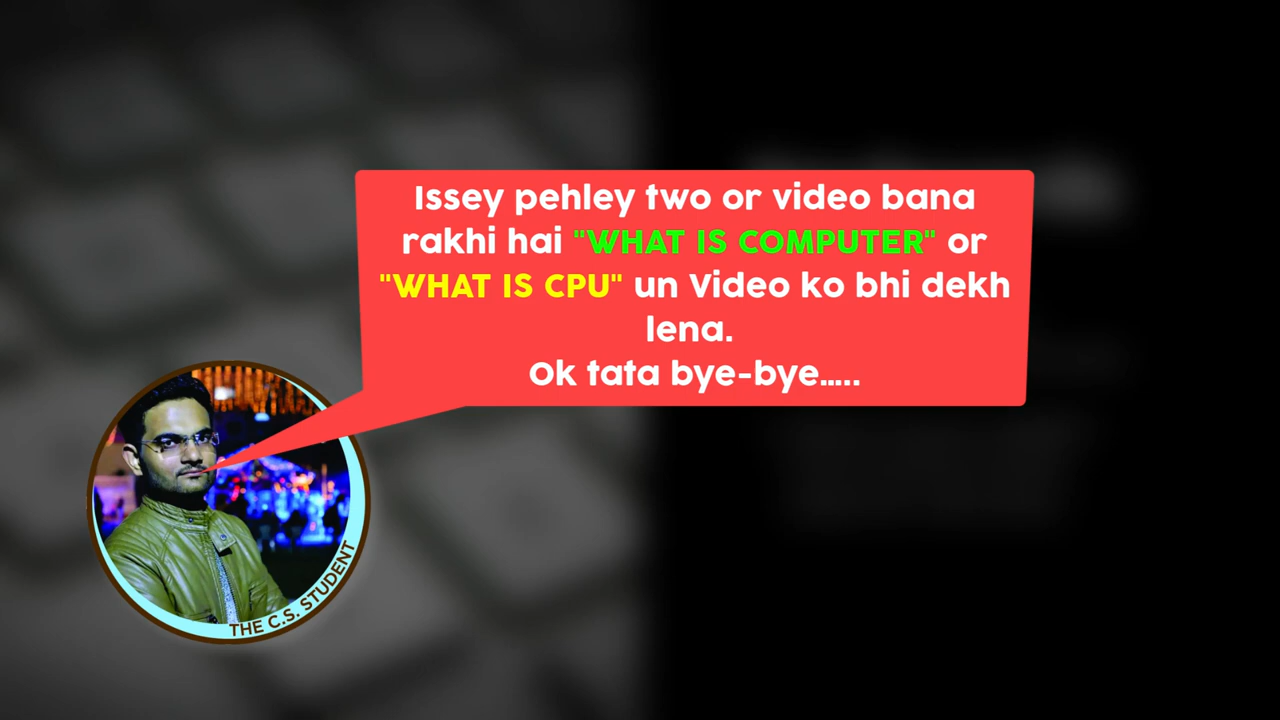 Issey pehley two or video bana
rakhi hai "WHAT IS COMPUTER" or
"WHAT IS CPU" un Video ko bhi dekh
lena.
Ok tata bye-bye.....
THE C.S. STUDENT